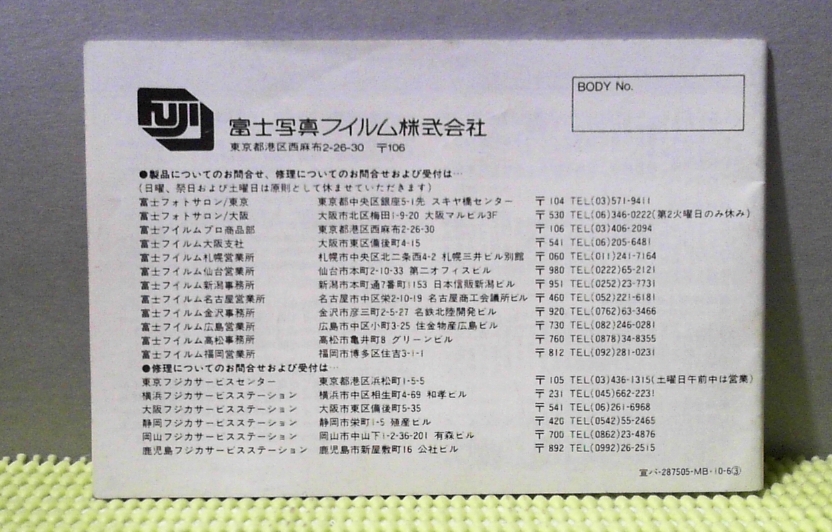 FUJI
BODY No.
富士写真フイルム株式会社
東京都港区西麻布2-26-30 〒106
●製品についてのお問合せ、修理についてのお問合せおよび受付は…
(日曜、祭日および土曜日は原則として休ませていただきます)
富士フォトサロン/東京 東京都中央区銀座5-1先 スキヤ橋センター 〒104 TEL(03)571-9411
富士フォトサロン/大阪 大阪市北区梅田1-9-20 大阪マルビル3F 〒530 TEL(06)346-0222(第2火曜日のみ休み)
富士フイルムプロ商品部 東京都港区西麻布2-26-30 〒106 TEL(03)406-2094
富士フイルム大阪支社 大阪市東区備後町4-15 〒541 TEL(06)205-6481
富士フイルム札幌営業所 札幌市中央区北二条西4-2 札幌三井ビル別館 〒060 TEL(011)241-7164
富士フイルム仙台営業所 仙台市本町2-10-33 第二オフィスビル 〒980 TEL(0222)65-2121
富士フイルム新潟事務所 新潟市本町通7番町1153 日本信販新潟ビル 〒951 TEL(0252)23-7731
富士フイルム名古屋営業所 名古屋市中区栄2-10-19 名古屋商工会議所ビル 〒460 TEL(052)221-6181
富士フイルム金沢事務所 金沢市彦三町2-5-27 名鉄北陸開発ビル 〒920 TEL(0762)63-3466
富士フイルム広島営業所 広島市中区小町3-25 住金物産広島ビル 〒730 TEL(082)246-0281
富士フイルム高松事務所 高松市亀井町8 グリーンビル 〒760 TEL(0878)34-8355
富士フイルム福岡営業所 福岡市博多区住吉3-1-1 〒812 TEL(092)281-0231
●修理についてのお問合せおよび受付は…
東京フジカサービスセンター 東京都港区浜松町1-5-5 〒105 TEL(03)436-1315(土曜日午前中は営業)
横浜フジカサービスステーション 横浜市中区相生町4-69 和孝ビル 〒231 TEL(045)662-2231
大阪フジカサービスステーション 大阪市東区備後町5-35 〒541 TEL(06)261-6968
静岡フジカサービスステーション 静岡市栄町1-5 殖産ビル 〒420 TEL(0542)55-2465
岡山フジカサービスステーション 岡山市中山下1-2-36-201 有森ビル 〒700 TEL(0862)23-4876
鹿児島フジカサービスステーション 鹿児島市新屋敷町16 公社ビル 〒892 TEL(0992)26-2515
宣バ-287505-MB-10-6③